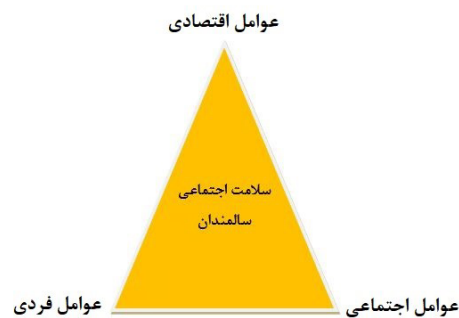 عوامل اقتصادی
سلامت اجتماعی
سالمندان
عوامل اجتماعی
عوامل فردی